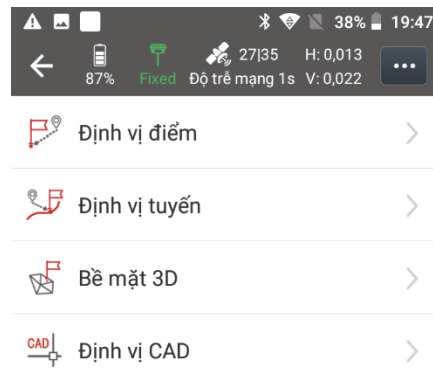 38% 19:47
27|35 H: 0,013
87% Fixed Độ trễ mạng 1s V: 0,022
Định vị điểm
Định vị tuyến
Bề mặt 3D
CAD Định vị CAD